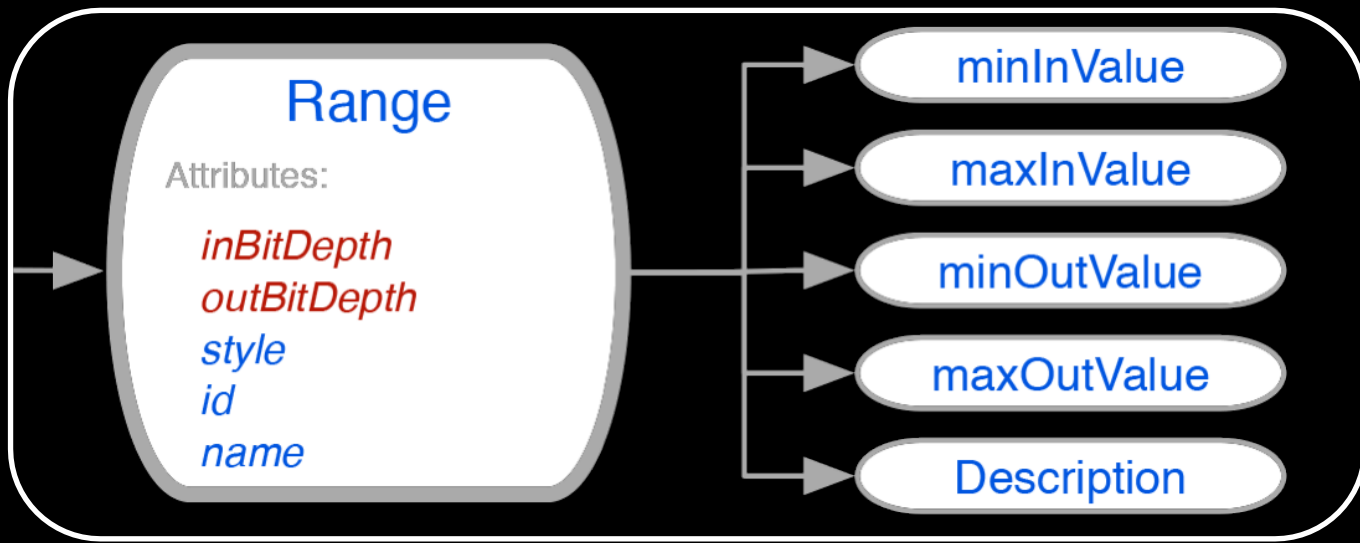 Range
Attributes:
inBitDepth
outBitDepth
style
id
name
minInValue
maxInValue
minOutValue
maxOutValue
Description